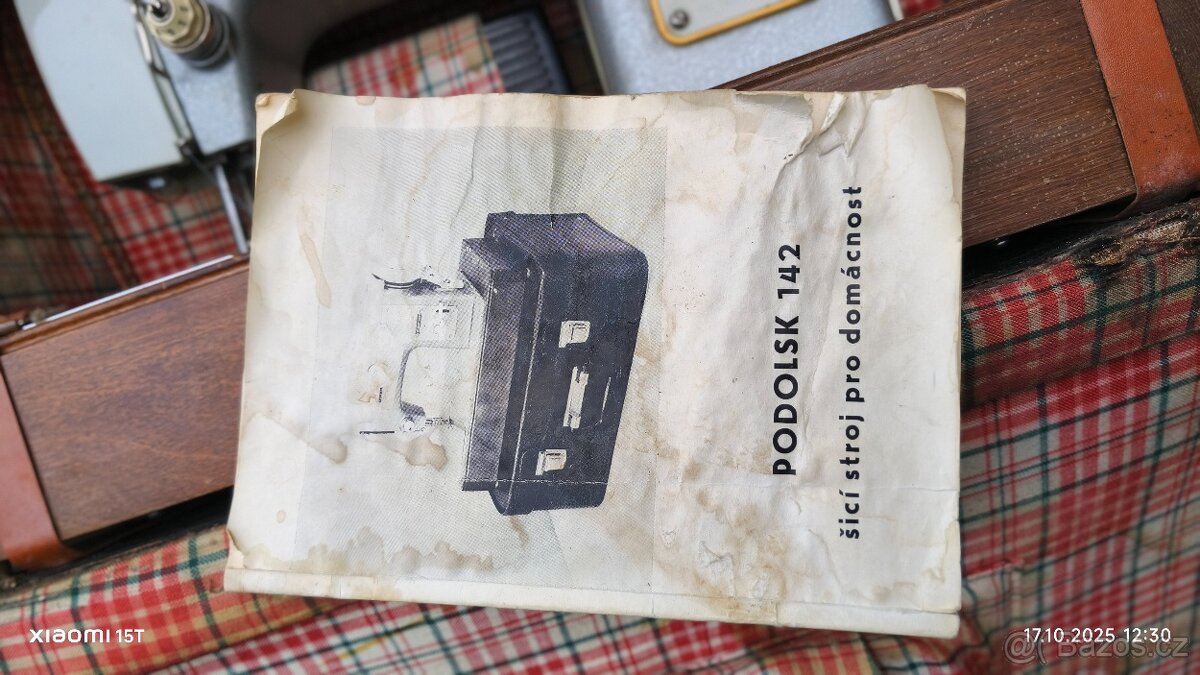 PODOLSK 142
šicí stroj pro domácnost
XIAOMI 15T
17.10.2025 12:30
@Bazos.cz